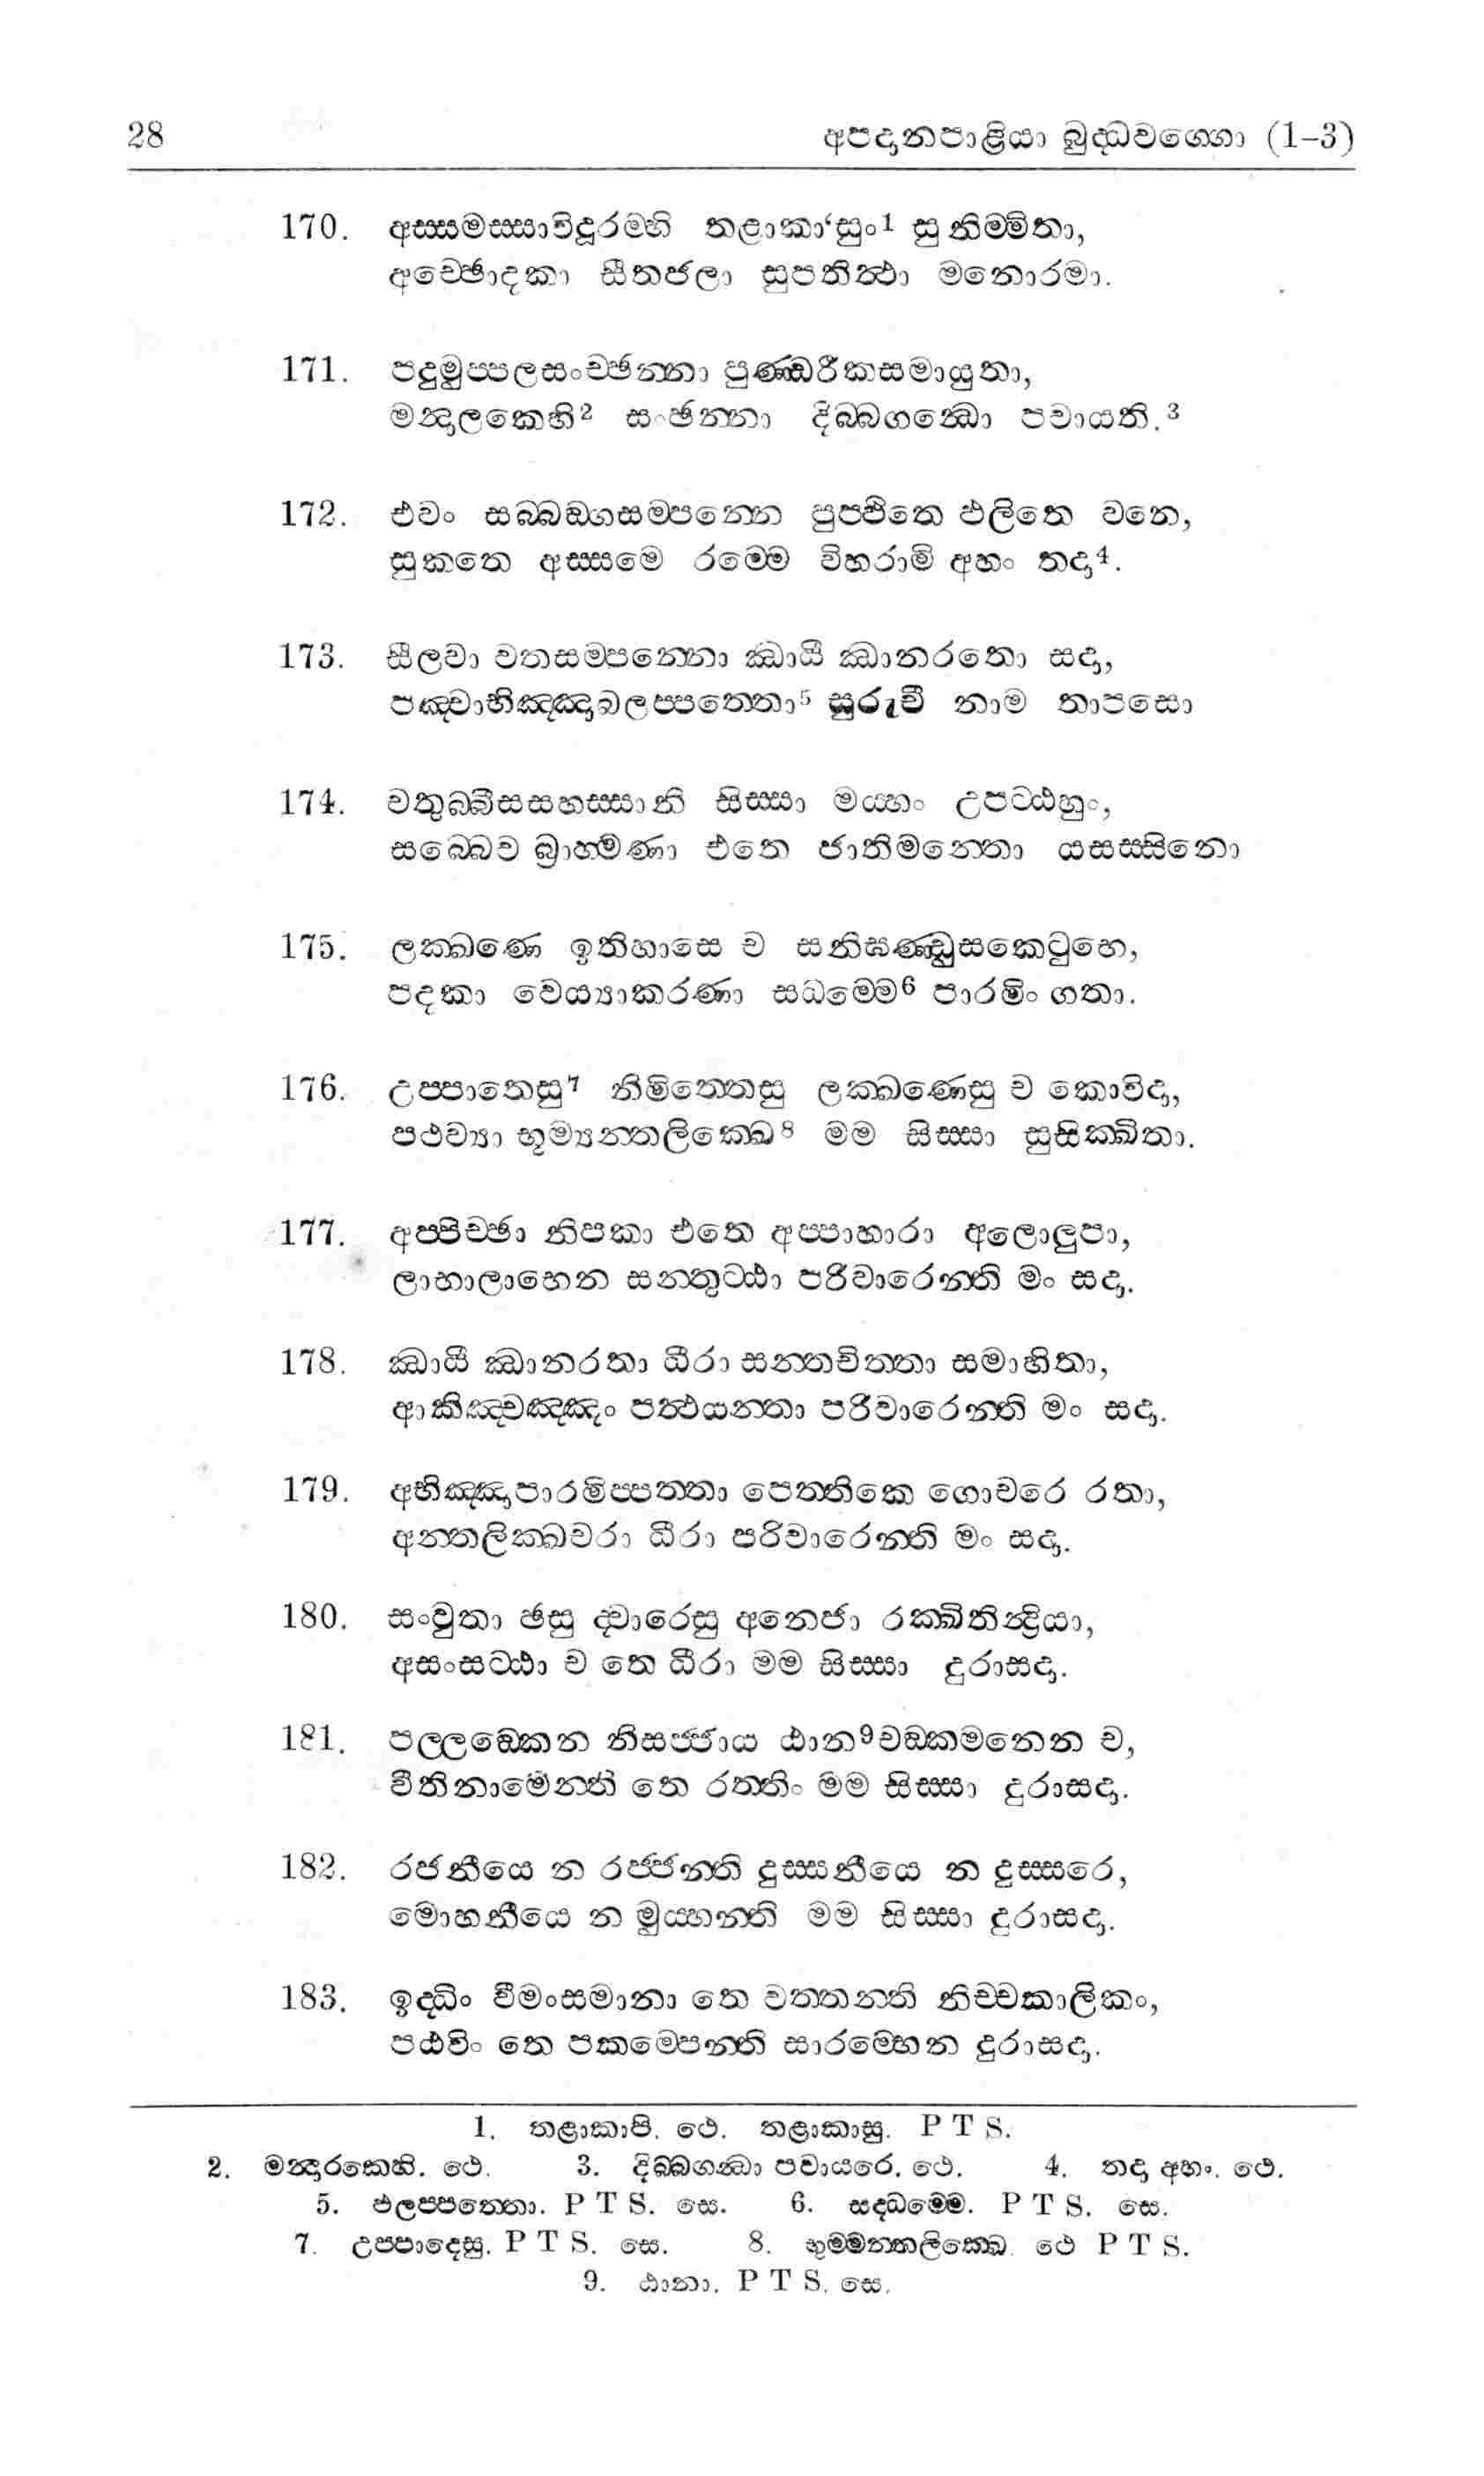 28 අපදානපාළියා බුද්ධවග්ගො (1-3)
170. අස්සමස්සාවිදූරම්හි තළාකා‘සුං1 සුනිම්මිතා,
අච්ඡොදකා සීතජලා සුපතිත්ථා මනොරමා.
171. පදුමුප්පලසංච්ඡන්නා පුණ්ඩරීකසමායුතා,
මන්දාලකෙහි2 සංඡන්නා දිබ්බගන්ධො පවායති.3
172. එවං සබ්බඞ්ගසම්පන්නෙ පුප්ඵිතෙ ඵලිතෙ වනෙ,
සුකතෙ අස්සමෙ රම්මෙ විහරාමි අහං තදා4.
173. සීලවා වතසම්පන්නො ඣායී ඣානරතො සදා,
පඤ්චාභිඤ්ඤාබලප්පත්තො5 සුරුචී නාම තාපසො
174. චතුබ්බීසසහස්සානි සිස්සා මය්හං උපට්ඨහුං,
සබ්බෙව බ්‍රාහ්මණා එතෙ ජාතිමන්තො යසස්සිනො
175. ලක්ඛණෙ ඉතිහාසෙ ච සනිඝණ්ඩුසකෙටුභෙ,
පදකා වෙය්‍යාකරණා සධම්මෙ6 පාරමිං ගතා.
176. උප්පාතෙසු7 නිමිත්තෙසු ලක්ඛණෙසු ච කොවිදා,
පථව්‍යා භූම්‍යන්තලික්ඛෙ8 මම සිස්සා සුසික්ඛිතා.
177. අප්පිච්ඡා නිපකා එතෙ අප්පාහාරා අලොලුපා,
ලාභාලාභෙන සන්තුට්ඨා පරිවාරෙන්ති මං සදා.
178. ඣායී ඣානරතා ධීරා සන්තචිත්තා සමාහිතා,
ආකිඤ්චඤ්ඤං පත්ථයන්තා පරිවාරෙන්ති මං සදා.
179. අභිඤ්ඤාපාරමිප්පත්තා පෙත්තිකෙ ගොචරෙ රතා,
අන්තලික්ඛචරා ධීරා පරිවාරෙන්ති මං සදා.
180. සංවුතා ඡසු ද්වාරෙසු අනෙජා රක්ඛිතින්ද්‍රියා,
අසංසට්ඨා ච තෙ ධීරා මම සිස්සා දුරාසදා.
181. පල්ලඞ්කෙන නිසජ්ජාය ඨාන9චඞ්කමනෙන ච,
වීතිනාමෙන්ති තෙ රත්තිං මම සිස්සා දුරාසදා.
182. රජනීයෙ න රජ්ජන්ති දුස්සනීයෙ න දුස්සරෙ,
මොහනීයෙ න මුය්හන්ති මම සිස්සා දුරාසදා.
183. ඉද්ධිං වීමංසමානා තෙ වත්තන්ති නිච්චකාලිකං,
පඨවිං තෙ පකම්පෙන්ති සාරම්භෙන දුරාසදා.
1. තළාකාපි. ථෙ. තළාකාසු. P T S.
2. මන්දාරකෙහි. ථෙ. 3. දිබ්බගන්ධා පවායරෙ. ථෙ. 4. තදා අහං. ථෙ.
5. ඵලප්පත්තො. P T S. සෙ. 6. සද්ධම්මෙ. P T S. සෙ.
7. උප්පාදෙසු. P T S. සෙ. 8. භුම්මන්තලික්ඛෙ. ථෙ P T S.
9. ඨානා. P T S. සෙ.